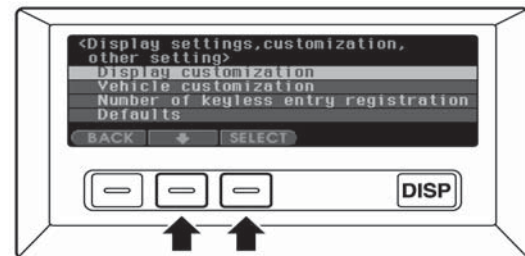 <Display settings,customization,
other setting>
Display customization
Vehicle customization
Number of keyless entry registration
Defaults
BACK SELECT
DISP